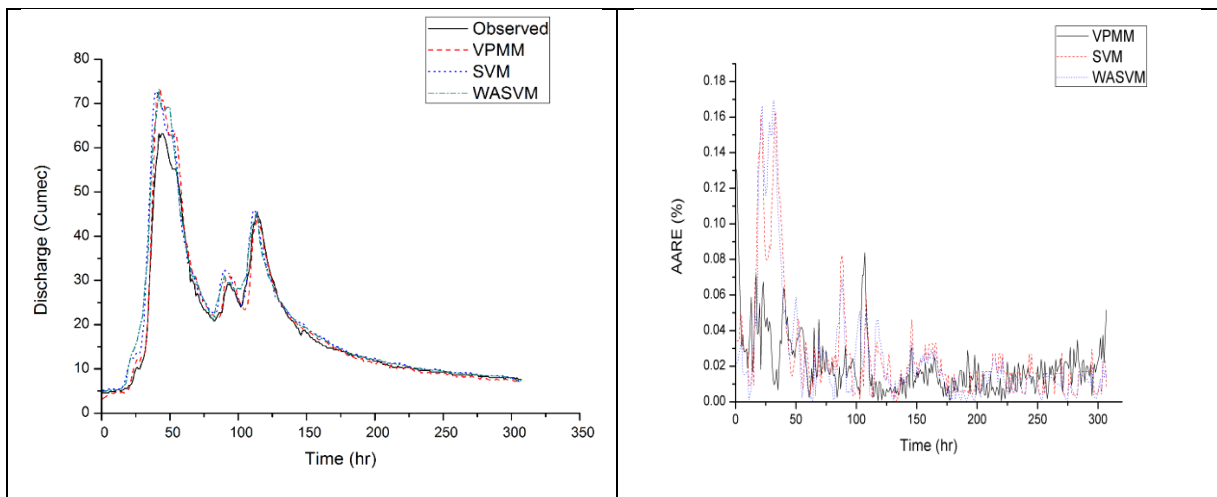 Observed
VPMM
SVM
WASVM
80
70
60
50
40
30
20
10
0
Discharge (Cumec)
0 50 100 150 200 250 300 350
Time (hr)
VPMM
SVM
WASVM
0.18
0.16
0.14
0.12
0.10
0.08
0.06
0.04
0.02
0.00
AARE (%)
0 50 100 150 200 250 300
Time (hr)